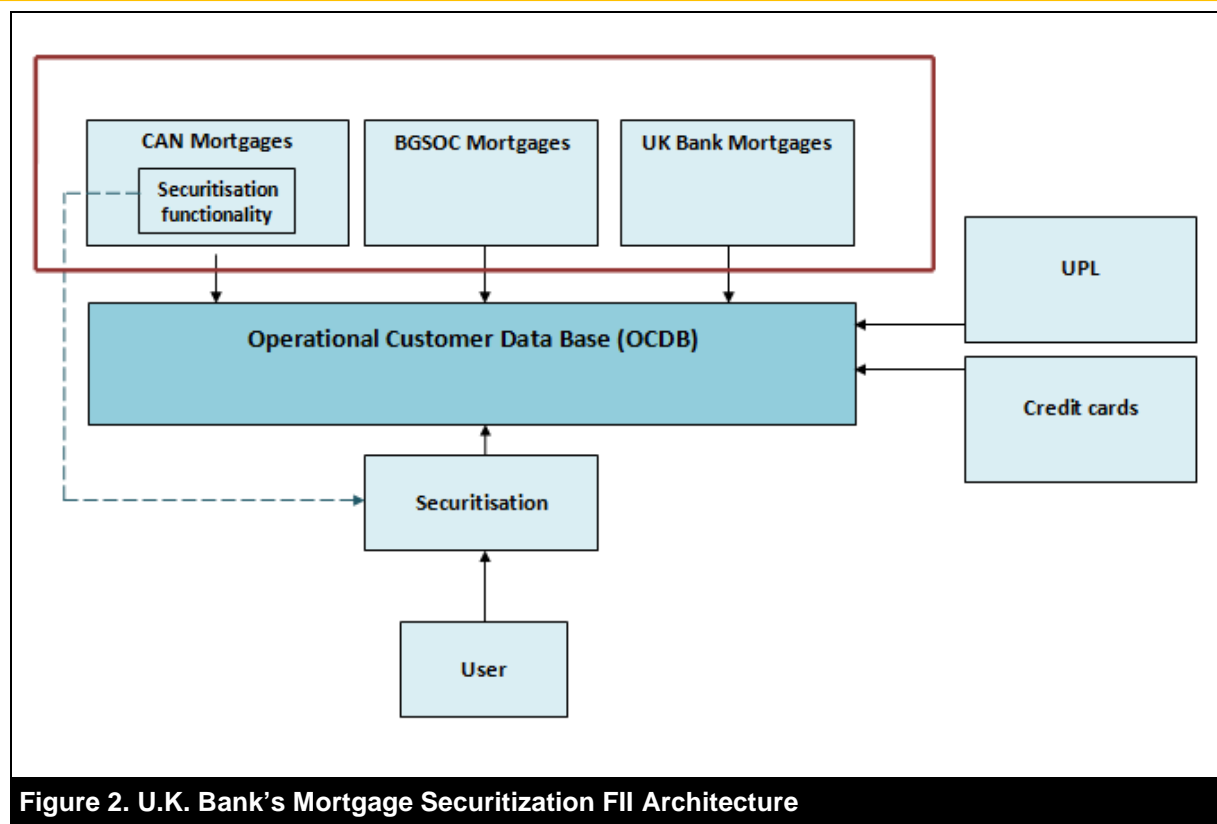 CAN Mortgages
Securitisation
functionality
BGSOC Mortgages
UK Bank Mortgages
UPL
Operational Customer Data Base (OCDB)
Credit cards
Securitisation
User
Figure 2. U.K. Bank's Mortgage Securitization FII Architecture